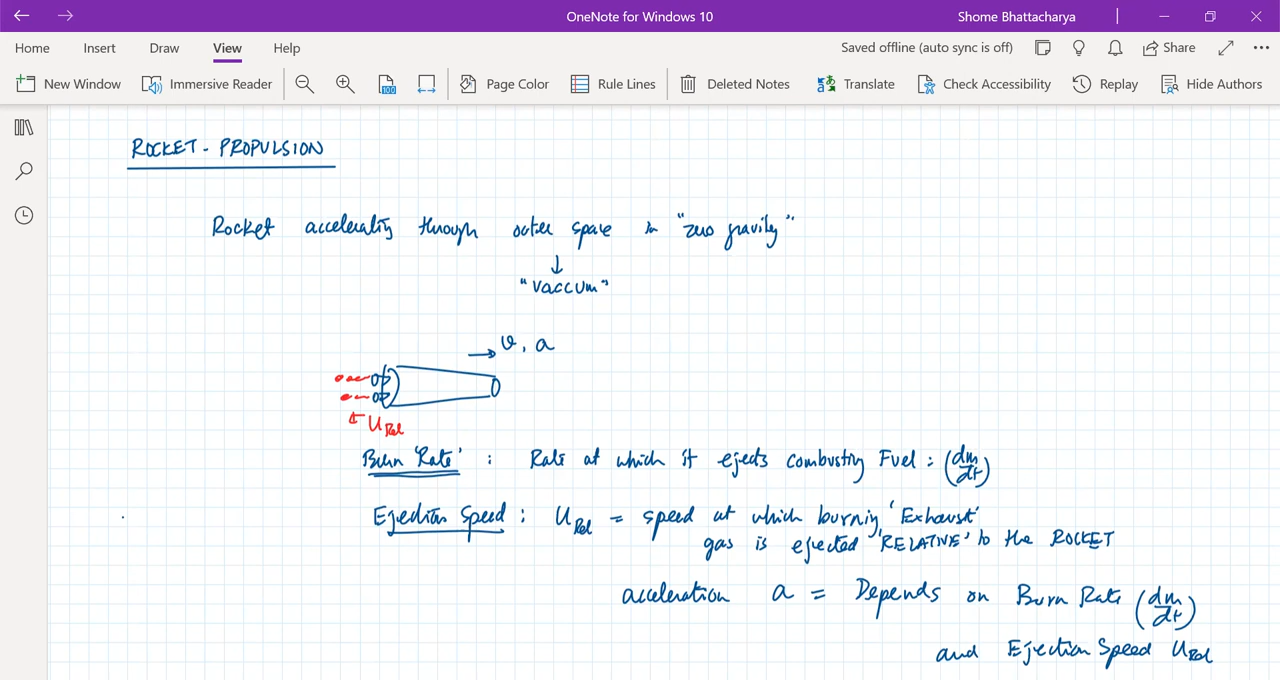 OneNote for Windows 10
Shome Bhattacharya
Home Insert Draw View Help
Saved offline (auto sync is off)
Share
New Window Immersive Reader 100 Page Color Rule Lines Deleted Notes Translate Check Accessibility Replay Hide Authors
ROCKET - PROPULSION
Rocket accelerating through outer space in "zero gravity"
↓
"VACCUM"
→ v, a
U Rel
Burn 'Rate' : Rate at which it ejects combusting Fuel : (dm/dt)
Ejection Speed : U Rel = speed at which burning 'Exhaust'
gas is ejected 'RELATIVE' to the ROCKET
acceleration a = Depends on Burn Rate (dm/dt)
and Ejection Speed U Rel